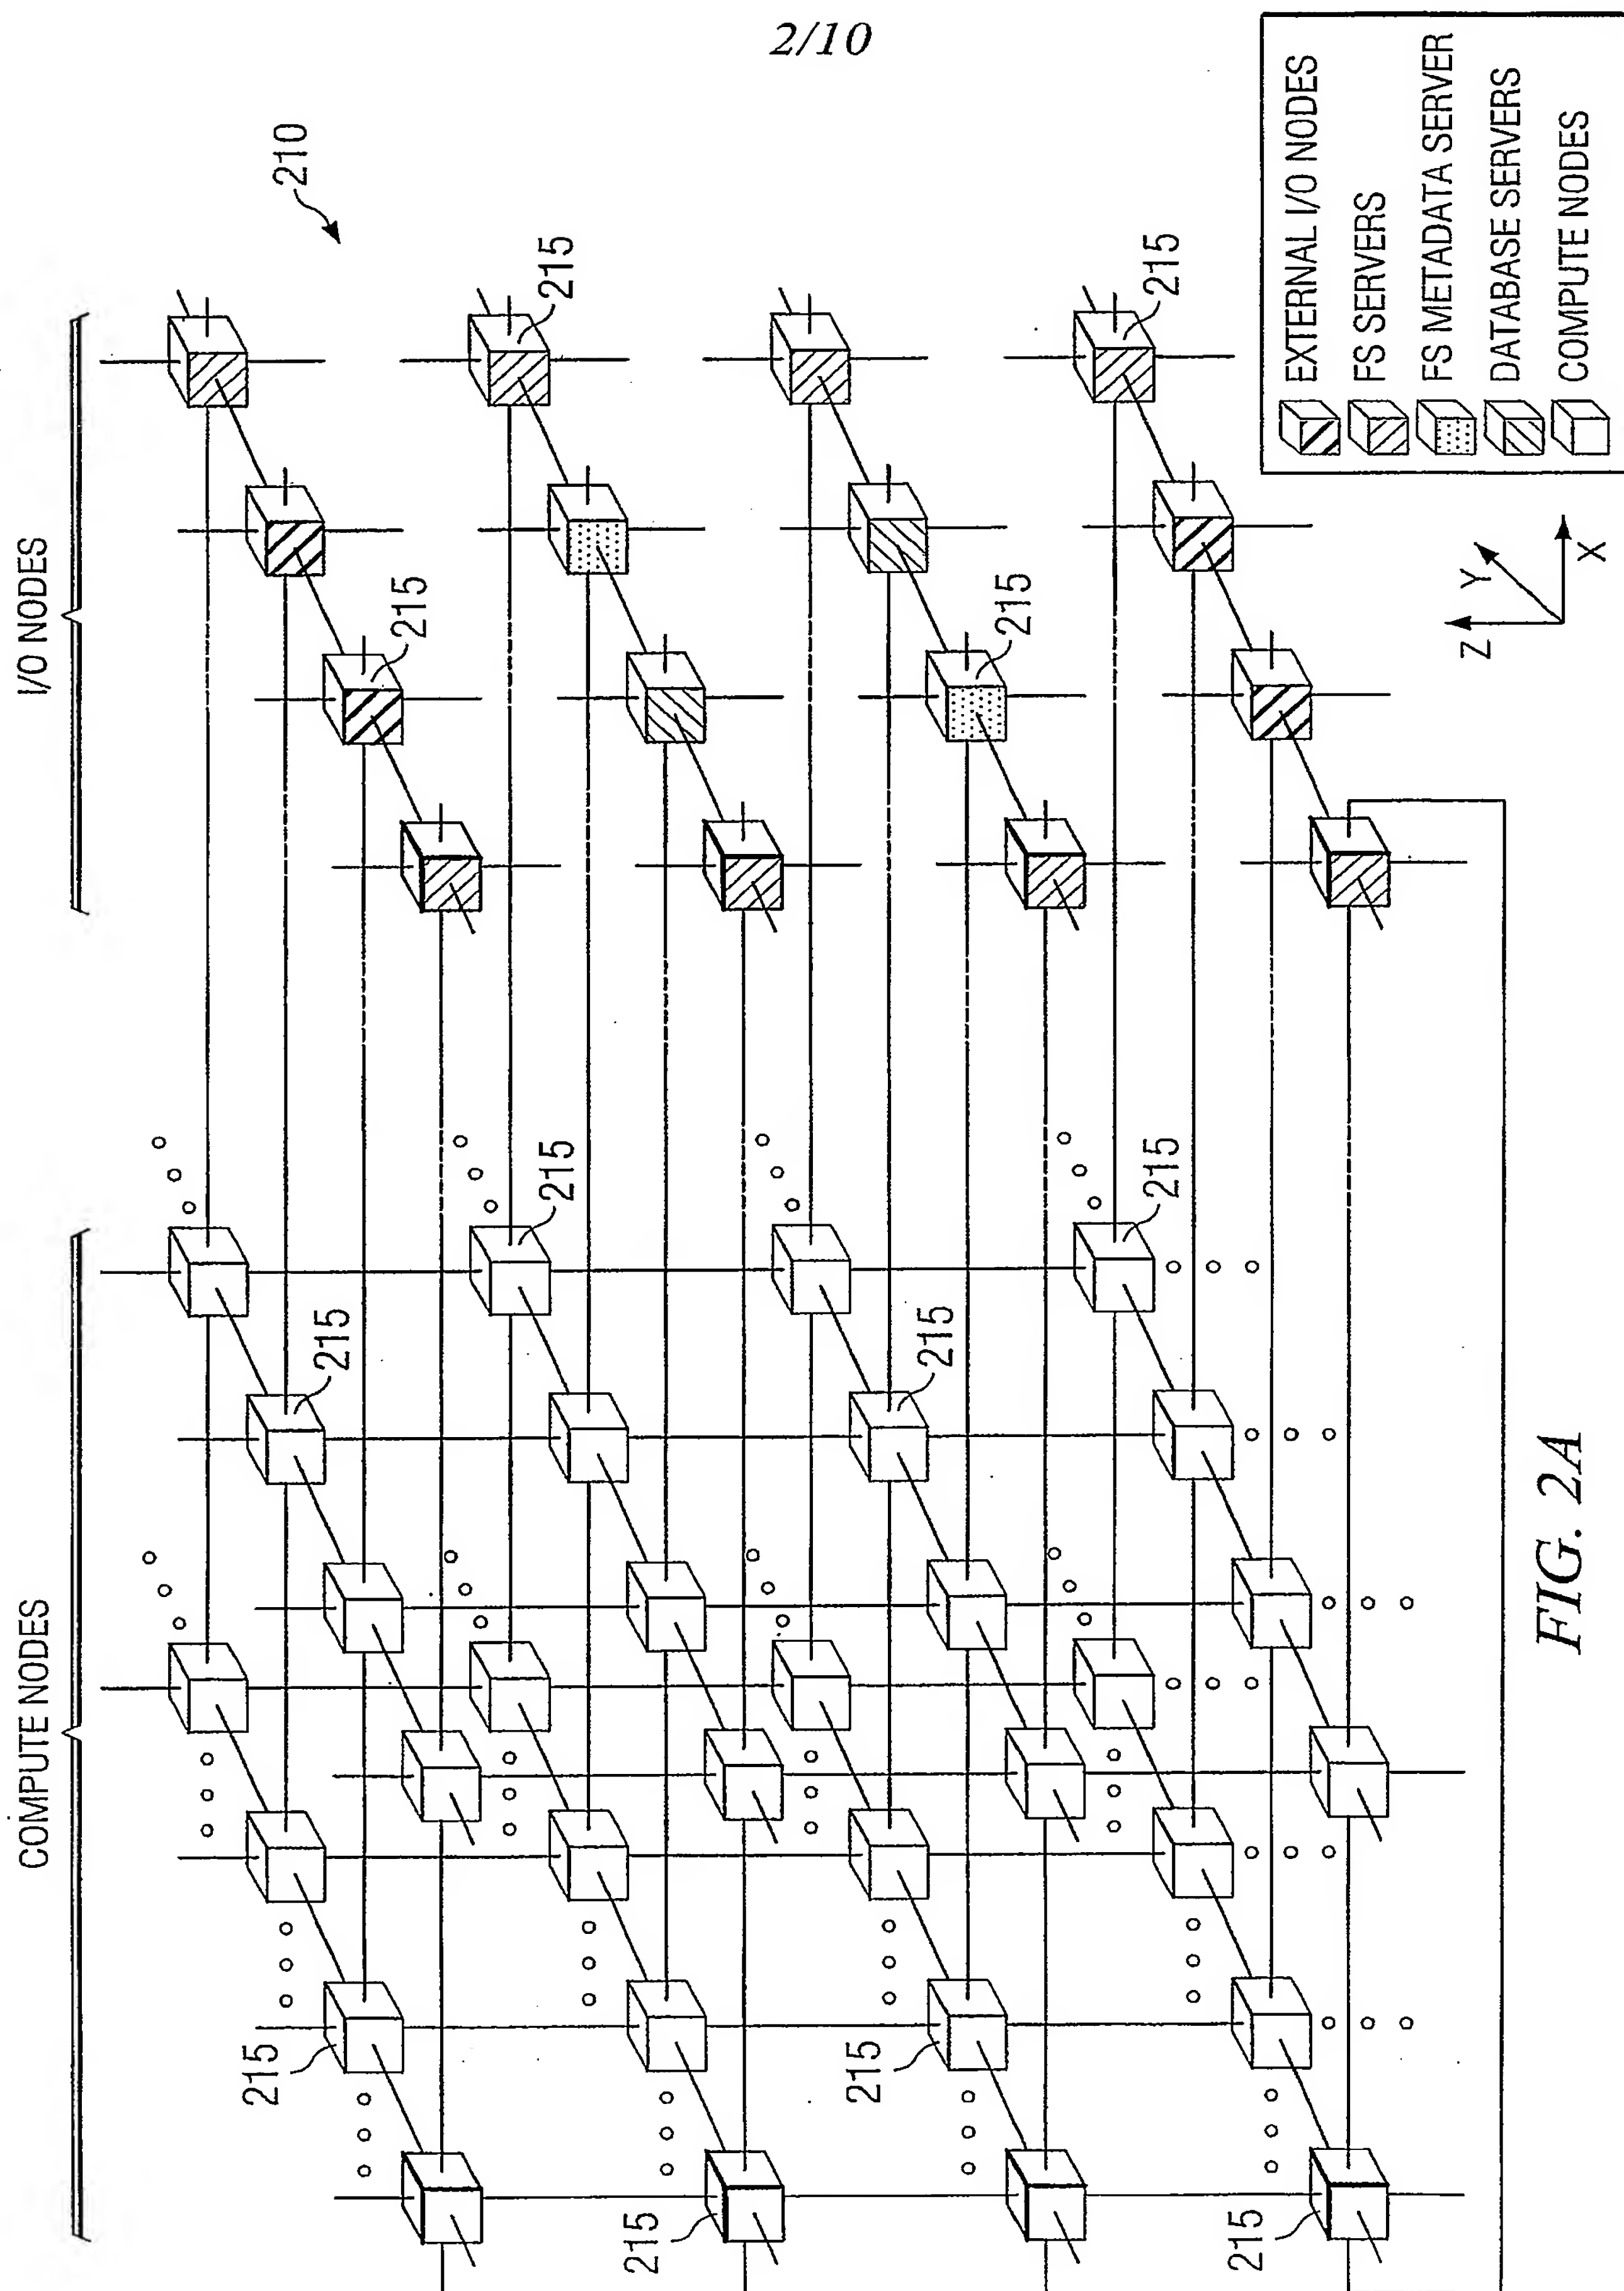 2/10
COMPUTE NODES
I/O NODES
210
215
215
215
215
215
215
215
215
215
215
215
215
215
Z
Y
X
EXTERNAL I/O NODES
FS SERVERS
FS METADATA SERVER
DATABASE SERVERS
COMPUTE NODES
FIG. 2A